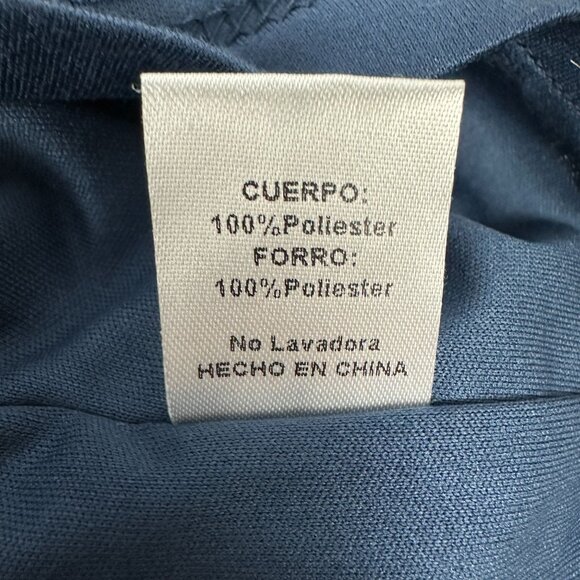 CUERPO:
100%Poliester
FORRO:
100%Poliester
No Lavadora
HECHO EN CHINA